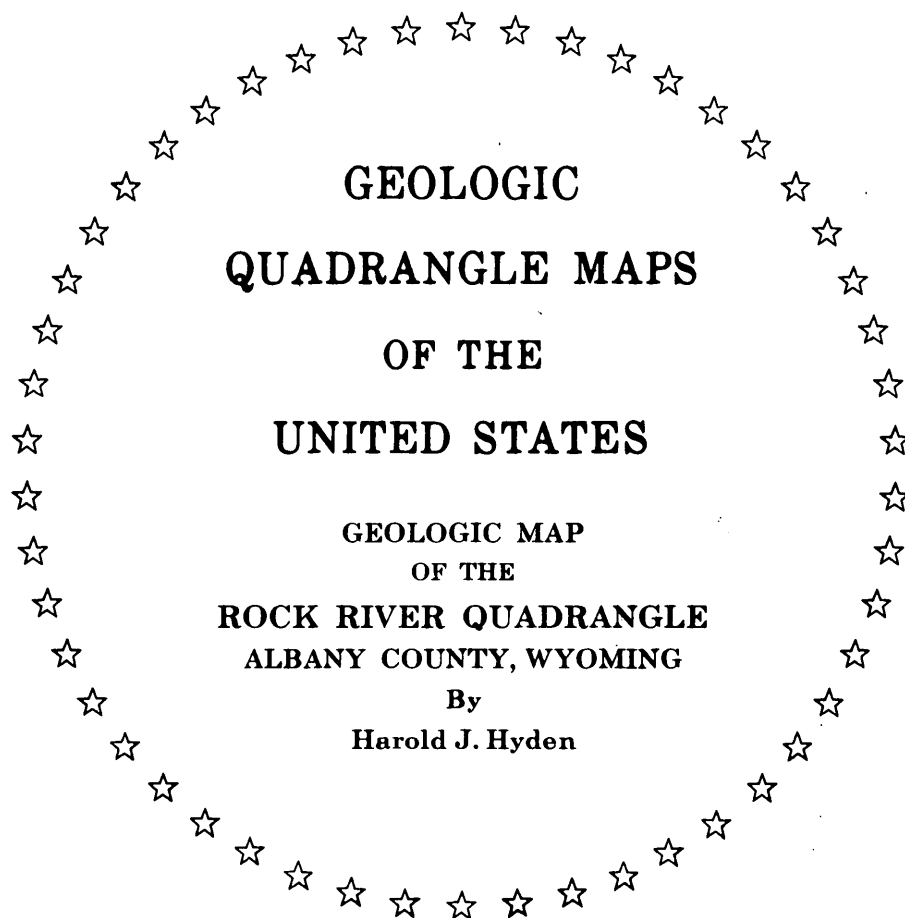 GEOLOGIC
QUADRANGLE MAPS
OF THE
UNITED STATES
GEOLOGIC MAP
OF THE
ROCK RIVER QUADRANGLE
ALBANY COUNTY, WYOMING
By
Harold J. Hyden